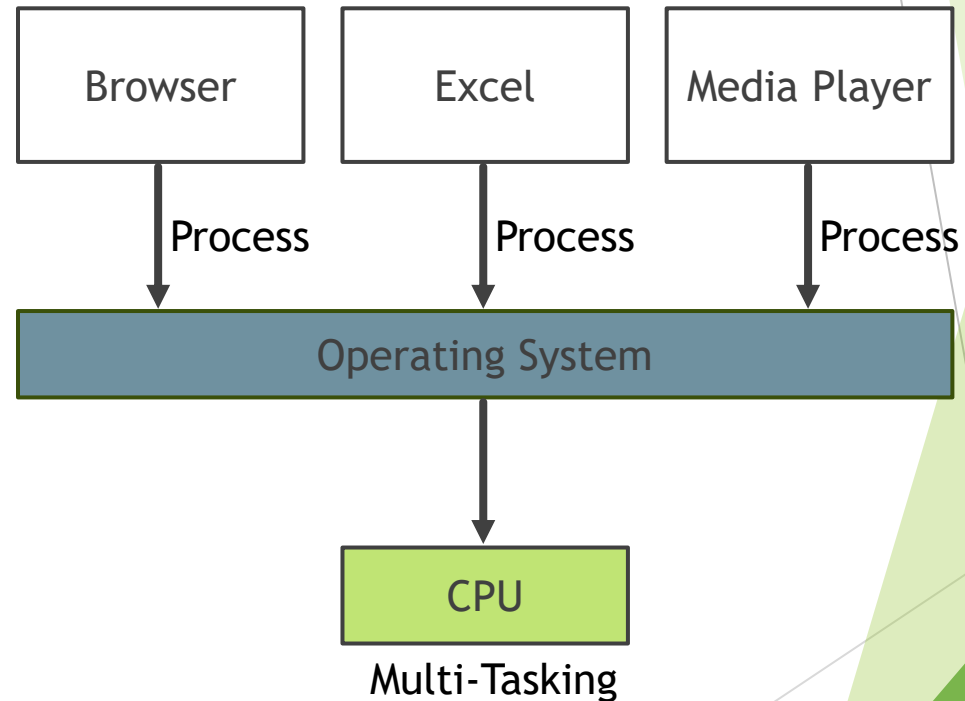 Browser Excel Media Player
Process Process Process
Operating System
CPU
Multi-Tasking